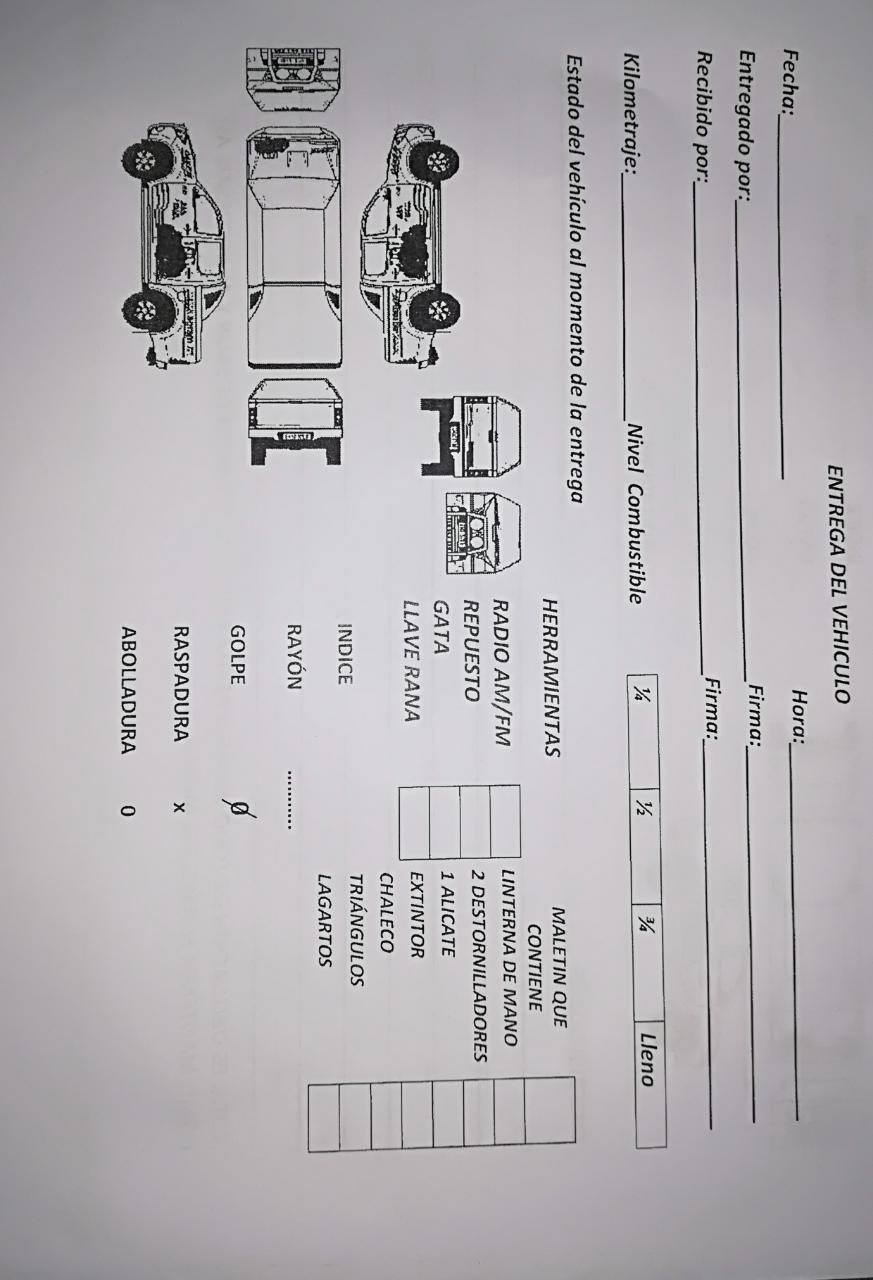 ENTREGA DEL VEHICULO
Fecha:
Hora:
Entregado por:
Firma:
Recibido por:
Firma:
Kilometraje:
Nivel Combustible
¼ ½ ¾ Lleno
Estado del vehículo al momento de la entrega
HERRAMIENTAS
RADIO AM/FM
REPUESTO
GATA
LLAVE RANA
MALETIN QUE
CONTIENE
LINTERNA DE MANO
2 DESTORNILLADORES
1 ALICATE
EXTINTOR
CHALECO
TRIÁNGULOS
LAGARTOS
INDICE
RAYÓN ...........
GOLPE Ø
RASPADURA x
ABOLLADURA 0